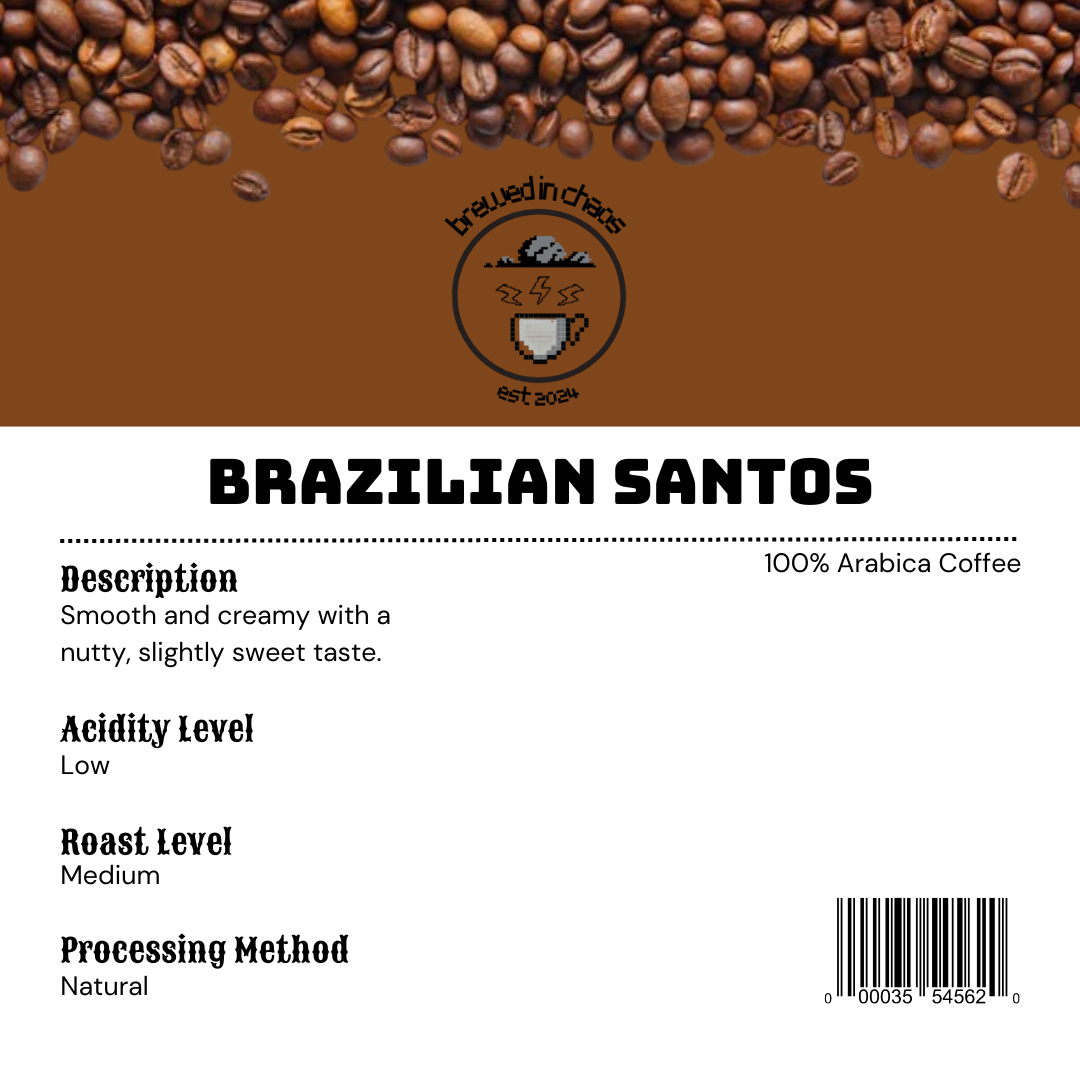 brewed in chaos
est 2024
BRAZILIAN SANTOS
100% Arabica Coffee
Description
Smooth and creamy with a
nutty, slightly sweet taste.
Acidity Level
Low
Roast Level
Medium
Processing Method
Natural
0 00035 54562 0